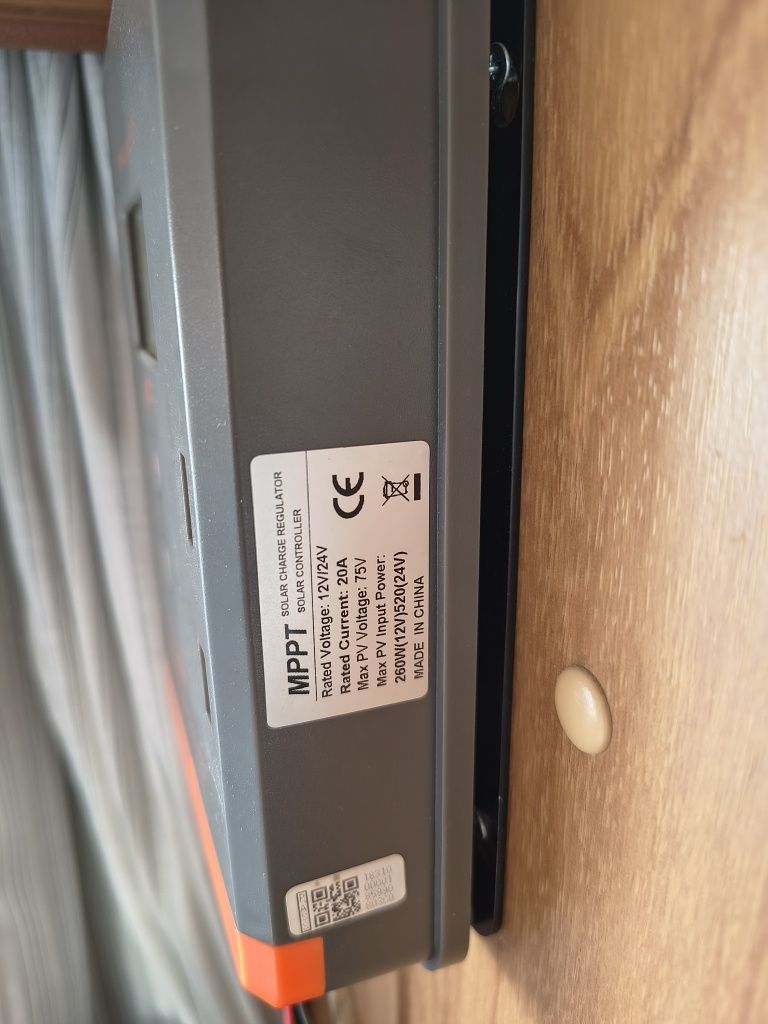 MPPT SOLAR CHARGE REGULATOR
SOLAR CONTROLLER
Rated Voltage: 12V/24V
Rated Current: 20A
Max PV Voltage: 75V
Max PV Input Power:
260W(12V)520(24V)
MADE IN CHINA
CE